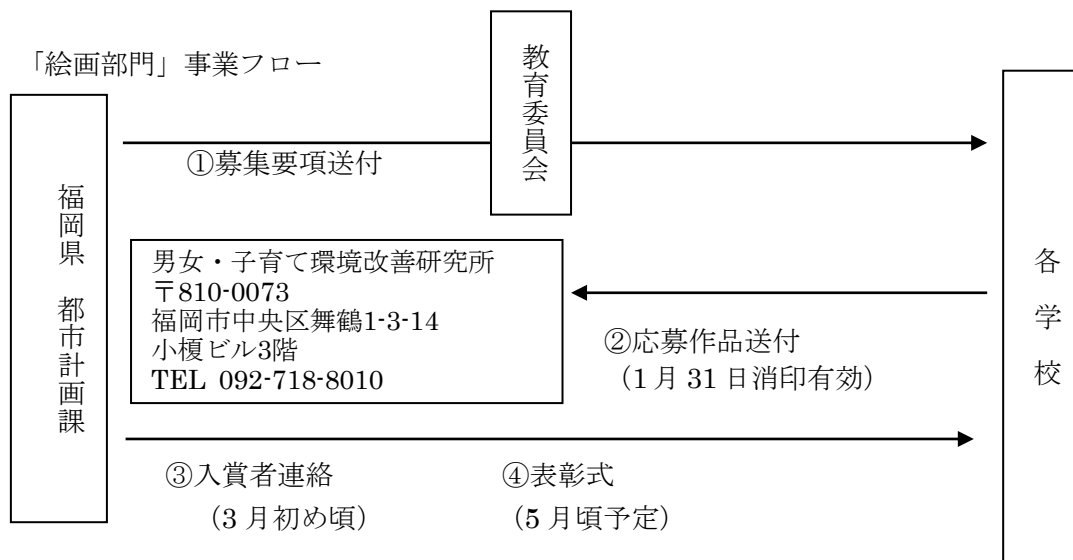 「絵画部門」事業フロー
教育委員会
①募集要項送付
福岡県 都市計画課
男女・子育て環境改善研究所
〒810-0073
福岡市中央区舞鶴1-3-14
小榎ビル3階
TEL 092-718-8010
②応募作品送付
(1月31日消印有効)
各学校
③入賞者連絡
(3月初め頃)
④表彰式
(5月頃予定)